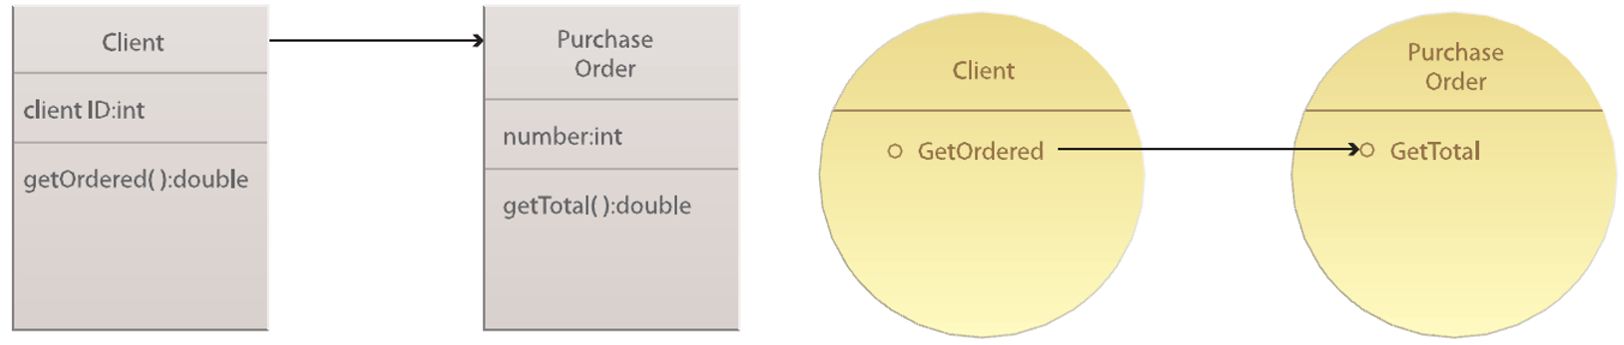 Client
client ID:int
getOrdered( ):double
Purchase
Order
number:int
getTotal( ):double
Client
GetOrdered
Purchase
Order
GetTotal